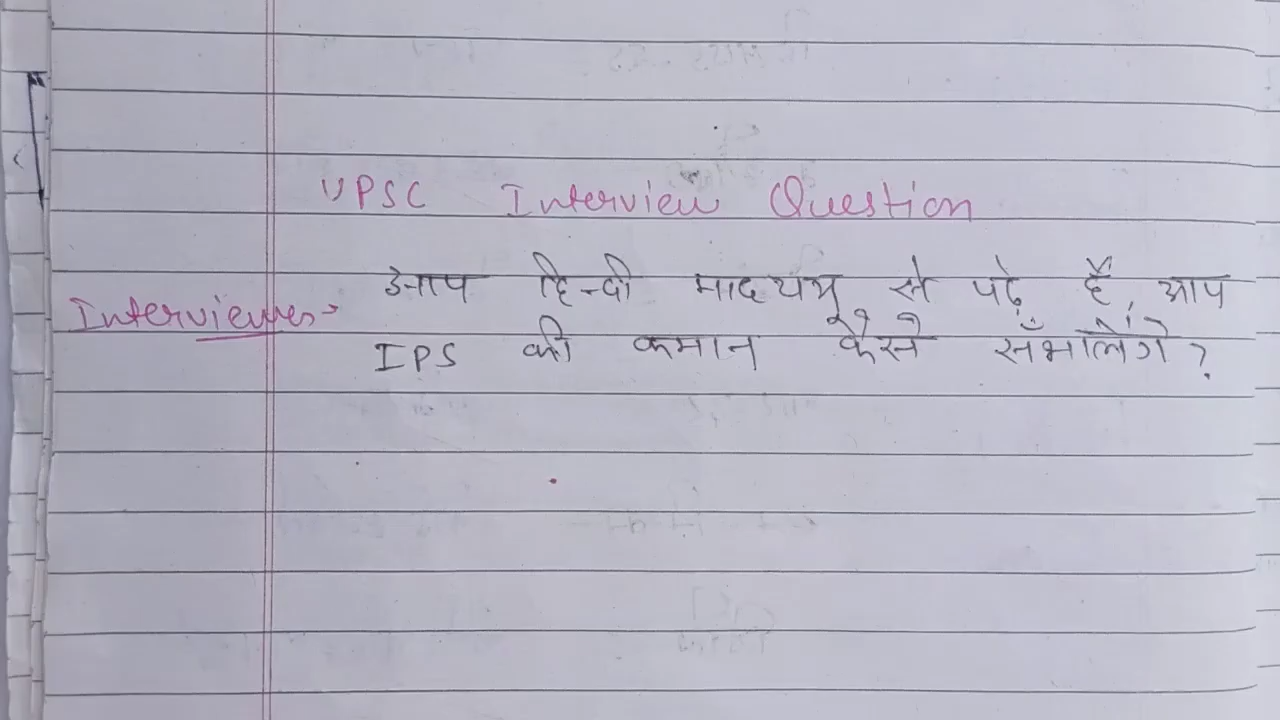 UPSC Interview Question
आप हिन्दी माध्यम से पढ़े हैं, आप
Interviewer-
IPS की कमान कैसे सँभालेंगे?